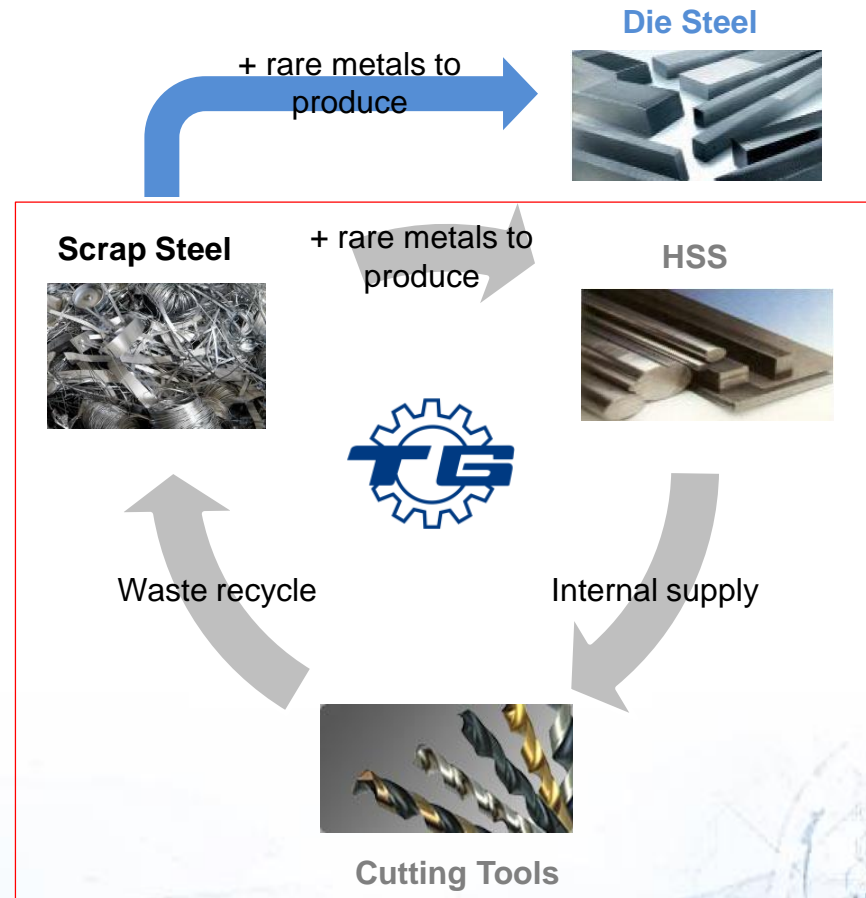 Die Steel
+ rare metals to
produce
Scrap Steel
+ rare metals to
produce
HSS
TG
Waste recycle
Internal supply
Cutting Tools